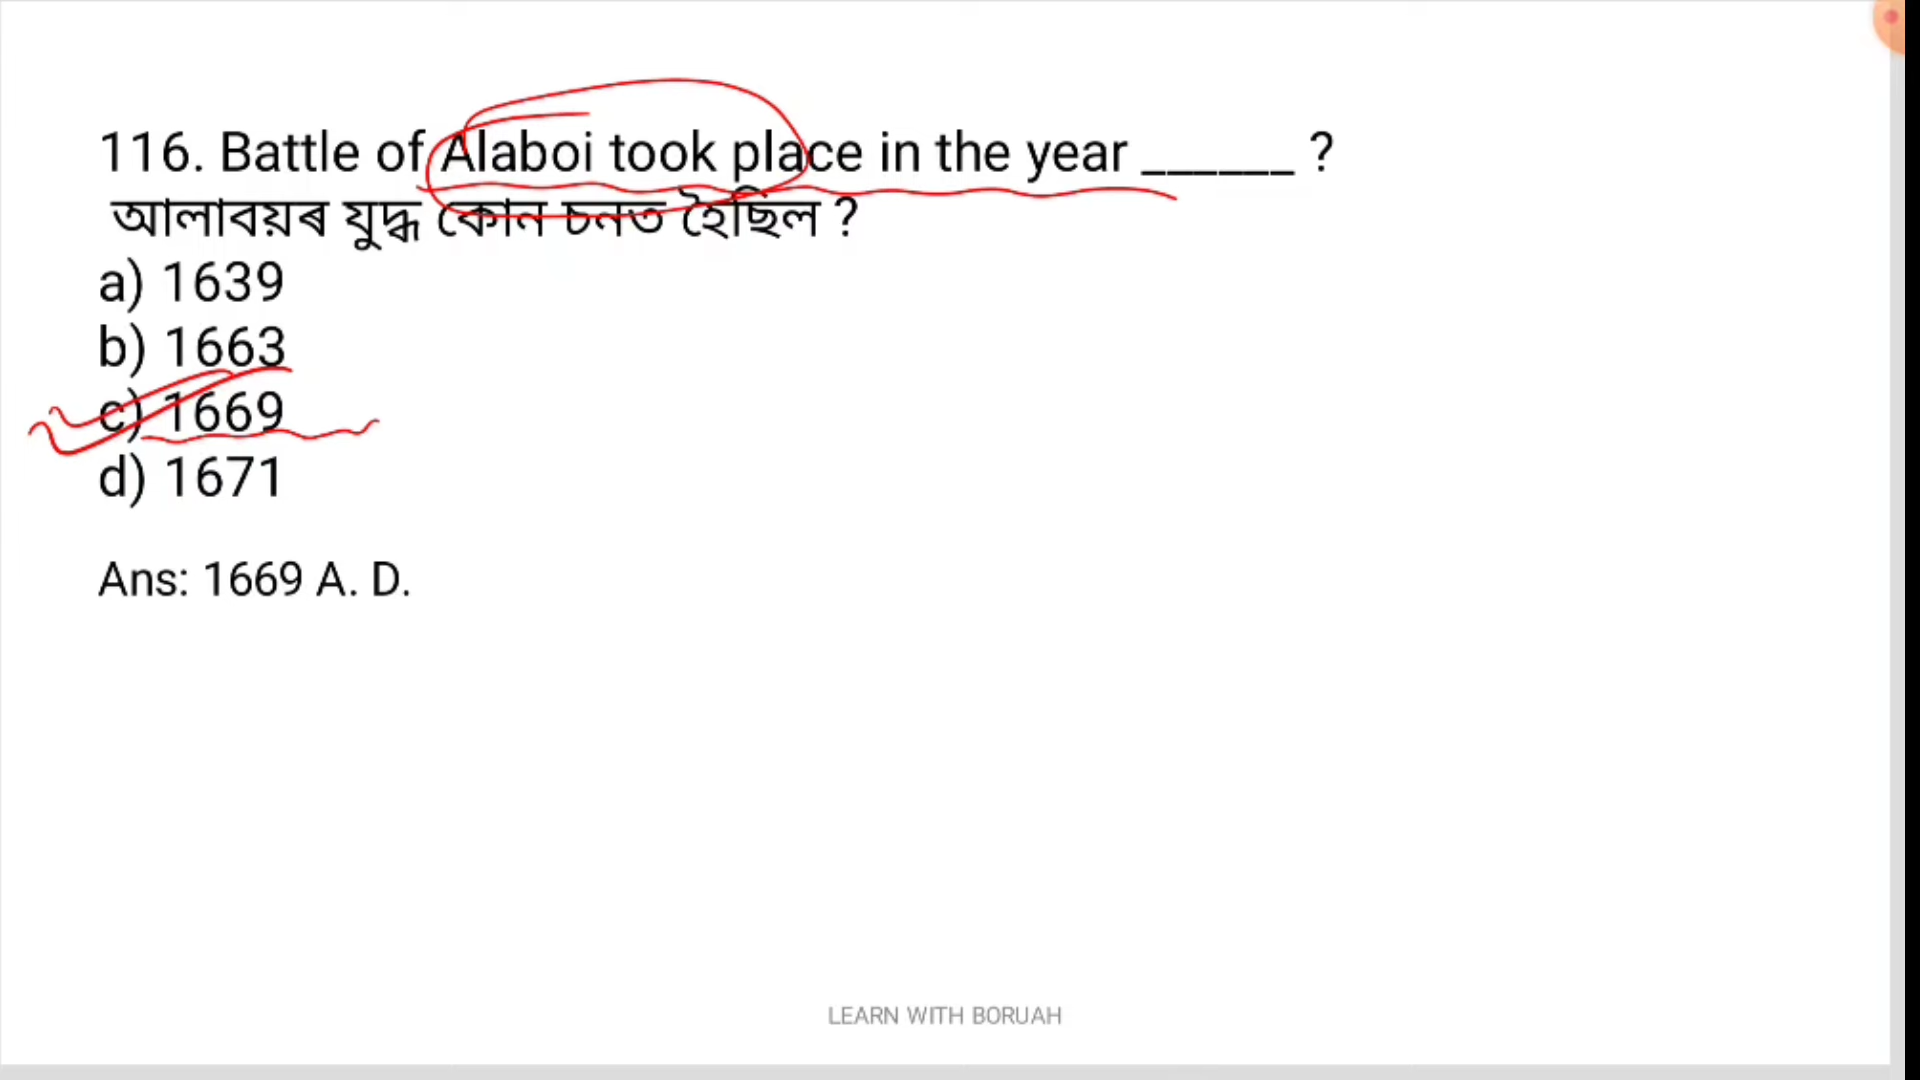 116. Battle of Alaboi took place in the year ______ ?
আলাবয়ৰ যুদ্ধ কোন চনত হৈছিল ?
a) 1639
b) 1663
c) 1669
d) 1671
Ans: 1669 A. D.
LEARN WITH BORUAH